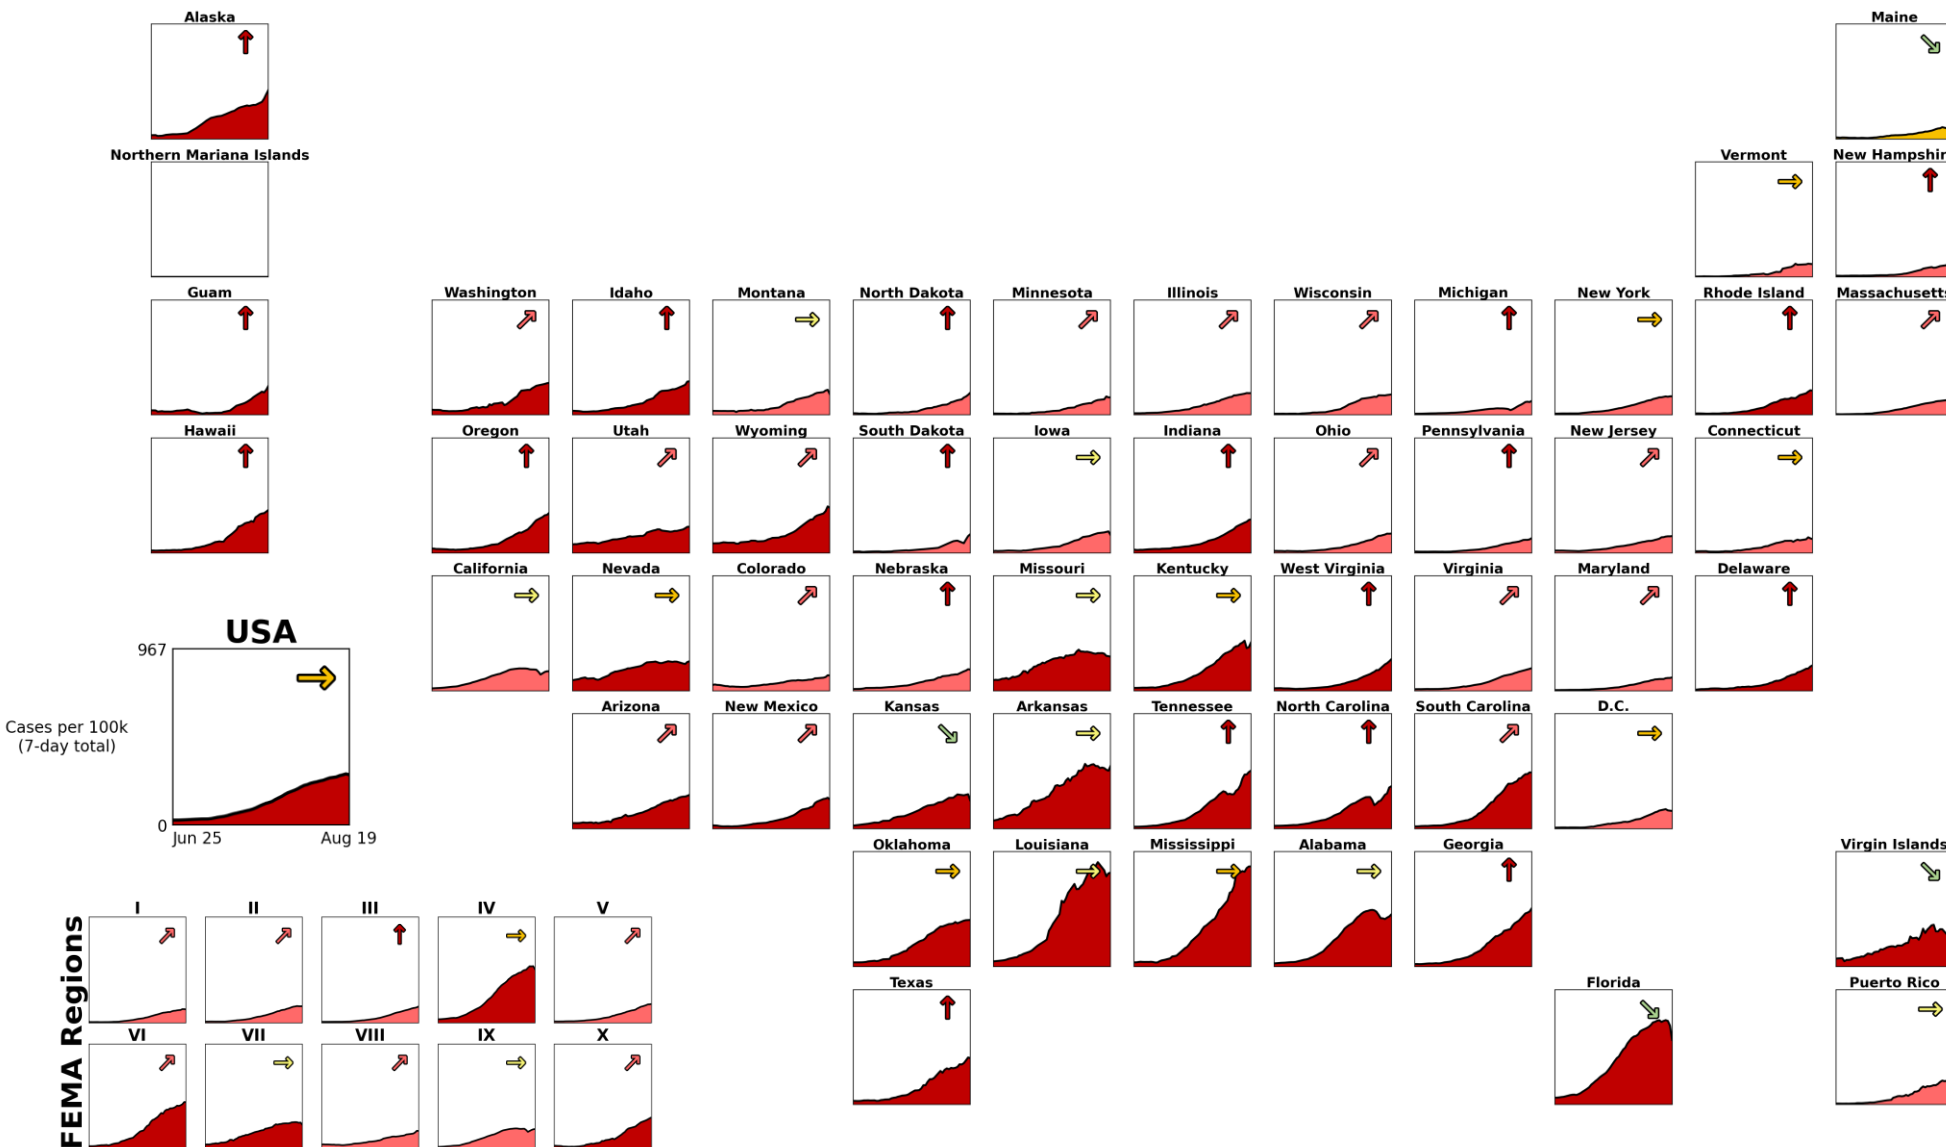 Alaska
Maine
Northern Mariana Islands
Vermont
New Hampshir
Guam
Washington
Idaho
Montana
North Dakota
Minnesota
Illinois
Wisconsin
Michigan
New York
Rhode Island
Massachusetts
Hawaii
Oregon
Utah
Wyoming
South Dakota
Iowa
Indiana
Ohio
Pennsylvania
New Jersey
Connecticut
California
Nevada
Colorado
Nebraska
Missouri
Kentucky
West Virginia
Virginia
Maryland
Delaware
USA
967
Cases per 100k
(7-day total)
0
Jun 25
Aug 19
Arizona
New Mexico
Kansas
Arkansas
Tennessee
North Carolina
South Carolina
D.C.
Oklahoma
Louisiana
Mississippi
Alabama
Georgia
Virgin Islands
FEMA Regions
I
II
III
IV
V
VI
VII
VIII
IX
X
Texas
Florida
Puerto Rico